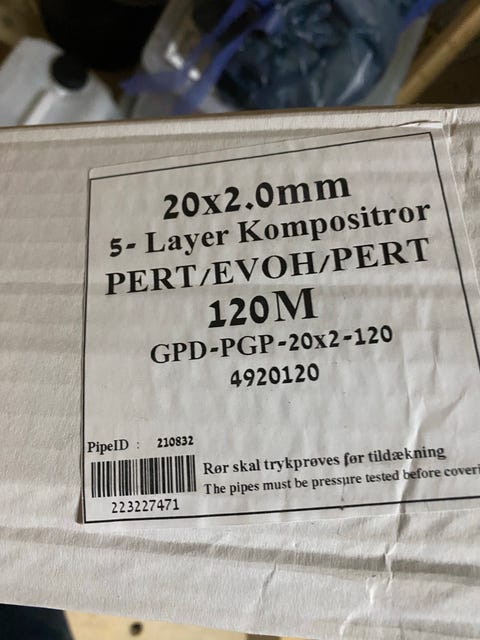 20x2.0mm
5- Layer Kompositror
PERT/EVOH/PERT
120M
GPD-PGP-20x2-120
4920120
PipeID : 210832
223227471
Rør skal trykprøves før tildækning
The pipes must be pressure tested before coveri